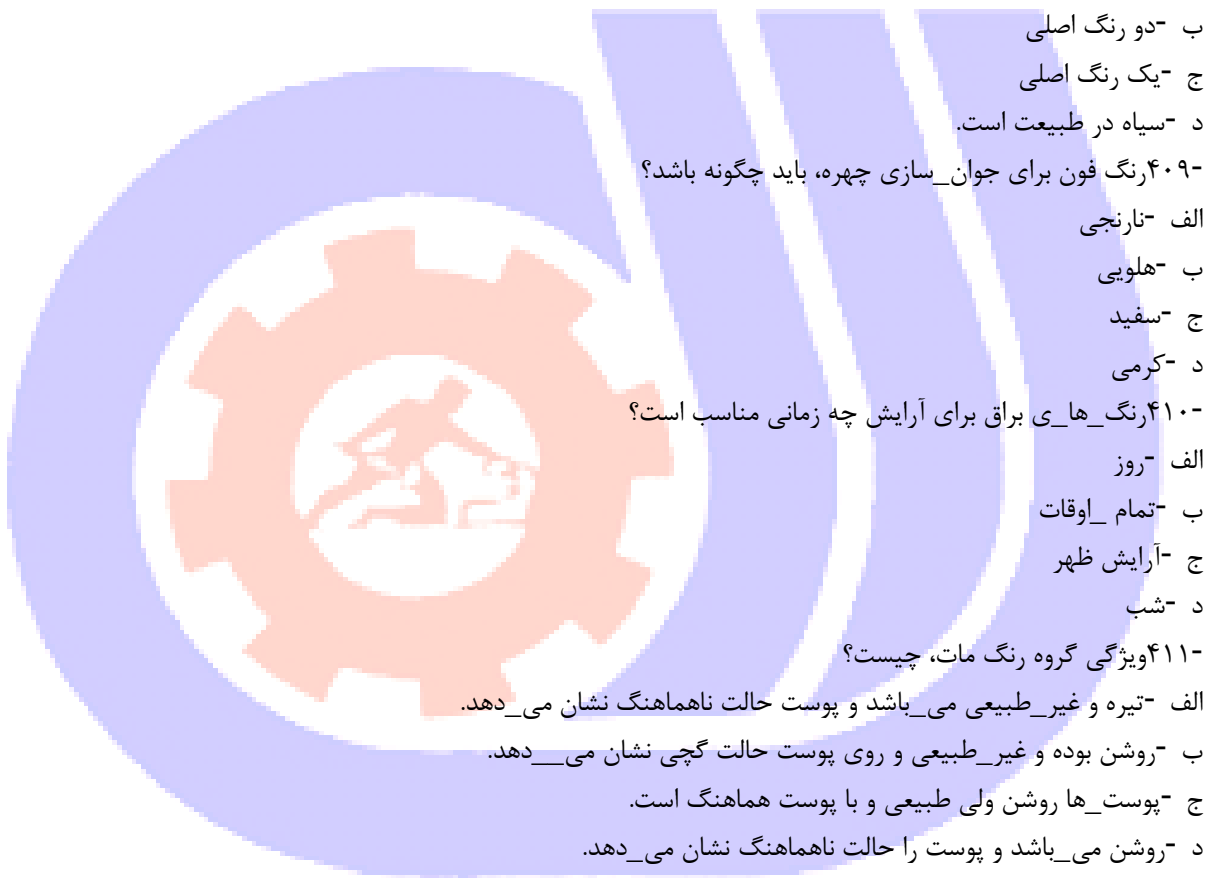 ب -دو رنگ اصلی
ج -یک رنگ اصلی
د -سیاه در طبیعت است.
-۴۰۹رنگ فون برای جوان_سازی چهره، باید چگونه باشد؟
الف -نارنجی
ب -هلویی
ج -سفید
د -کرمی
-۴۱۰رنگ_ها_ی براق برای آرایش چه زمانی مناسب است؟
الف -روز
ب -تمام _اوقات
ج -آرایش ظهر
د -شب
-۴۱۱ویژگی گروه رنگ مات، چیست؟
الف -تیره و غیر_طبیعی می_باشد و پوست حالت ناهماهنگ نشان می_دهد.
ب -روشن بوده و غیر_طبیعی و روی پوست حالت گچی نشان می__دهد.
ج -پوست_ها روشن ولی طبیعی و با پوست هماهنگ است.
د -روشن می_باشد و پوست را حالت ناهماهنگ نشان می_دهد.